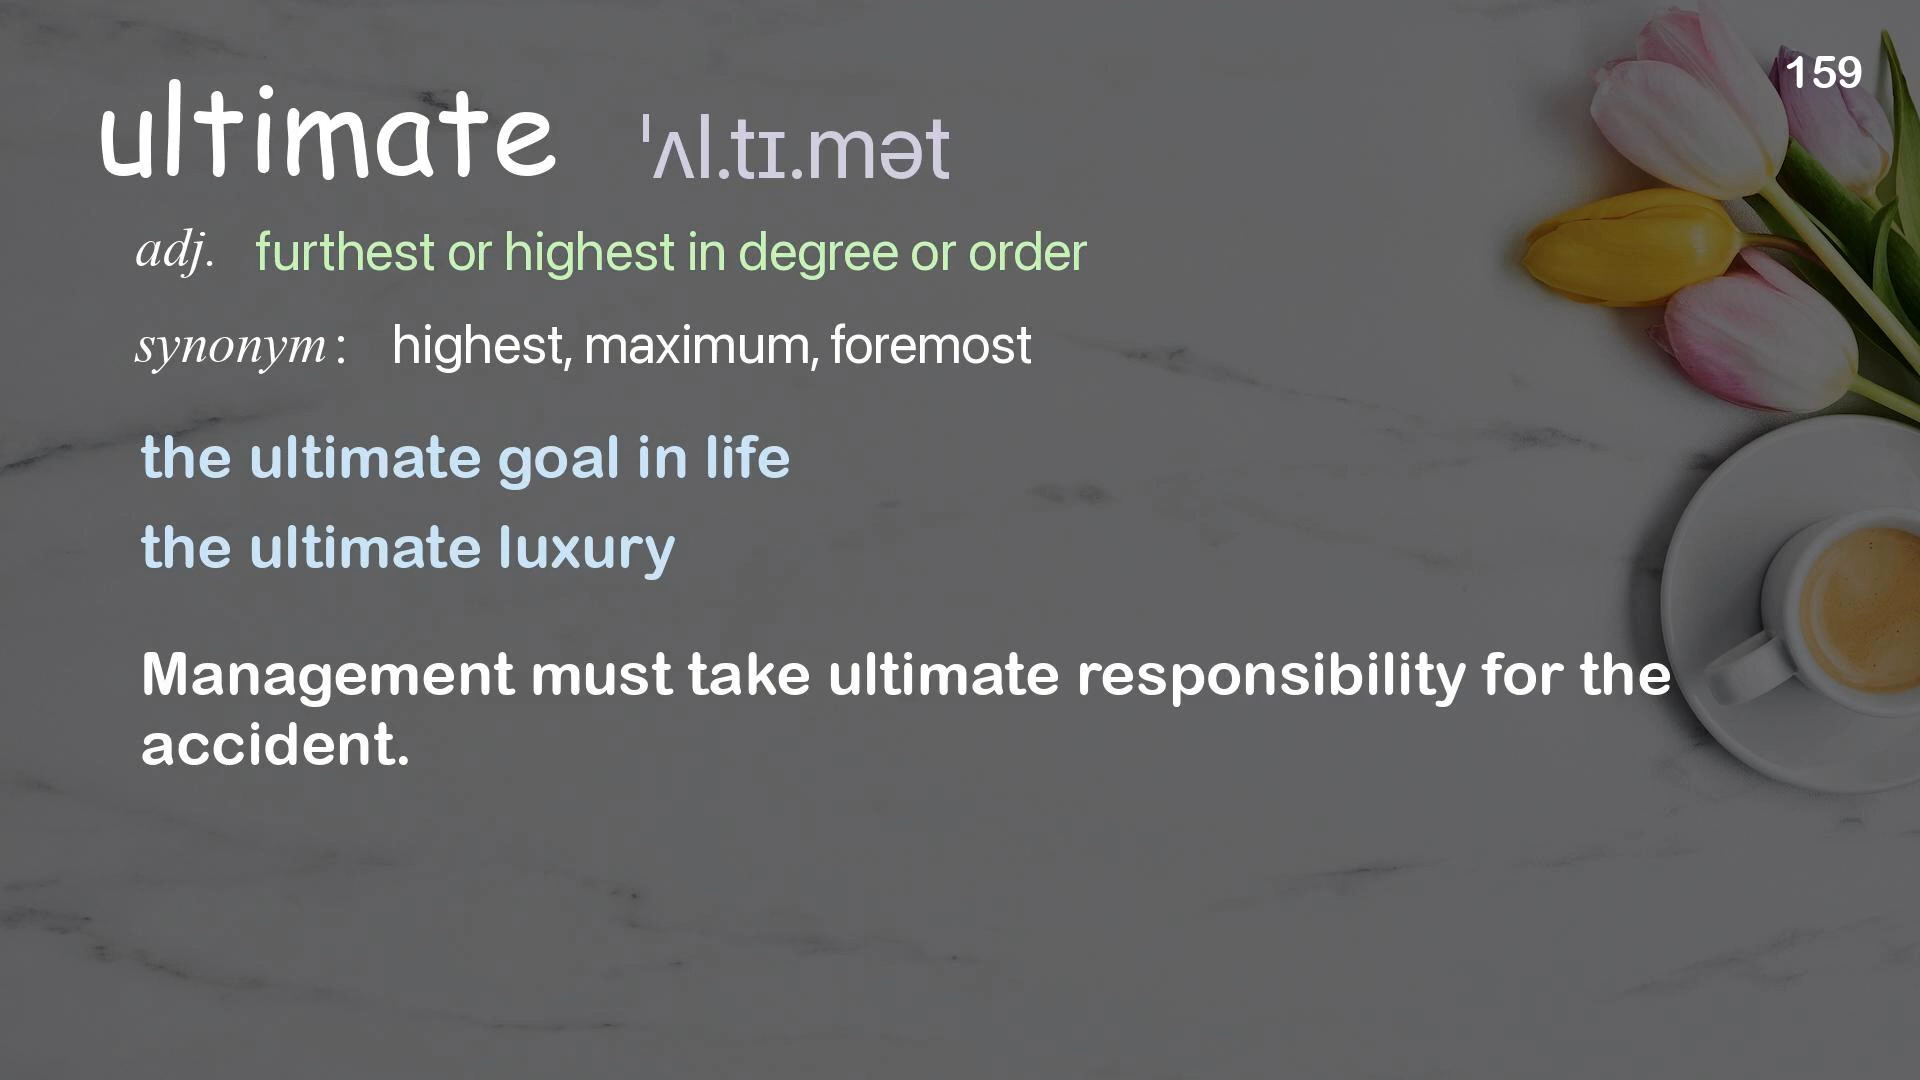 159
ultimate ˈʌl.tɪ.mət
adj. furthest or highest in degree or order
synonym: highest, maximum, foremost
the ultimate goal in life
the ultimate luxury
Management must take ultimate responsibility for the
accident.